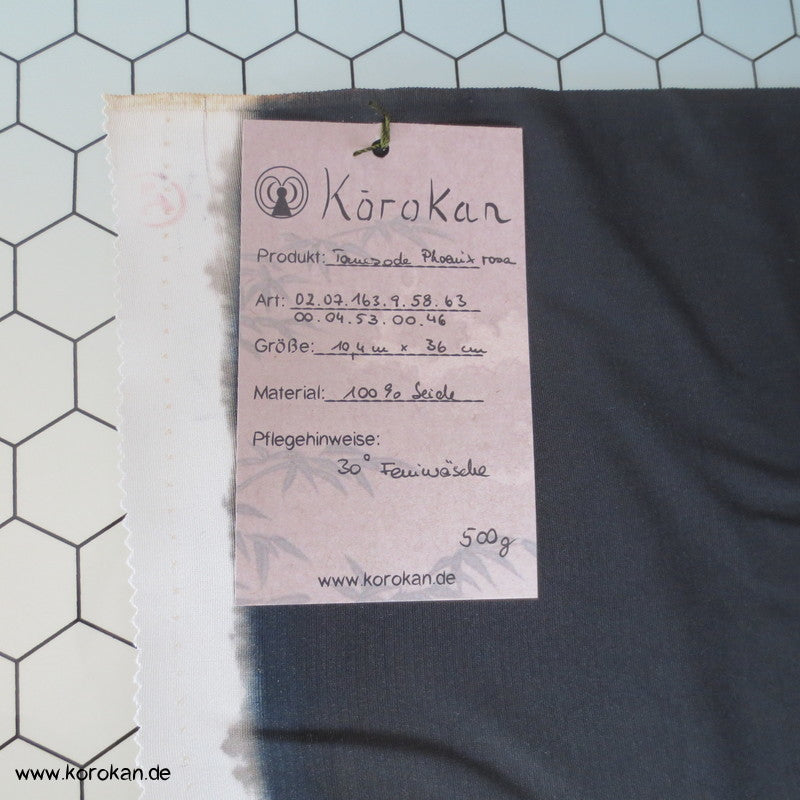 Kōrokan
Produkt: Tomesode Phoenix rosa
Art: 02.07.163.9.58.63
00.04.53.00.46
Größe: 10,4 m x 36 cm
Material: 100% Seide
Pflegehinweise:
30° Feinwäsche
500g
www.korokan.de
www.korokan.de